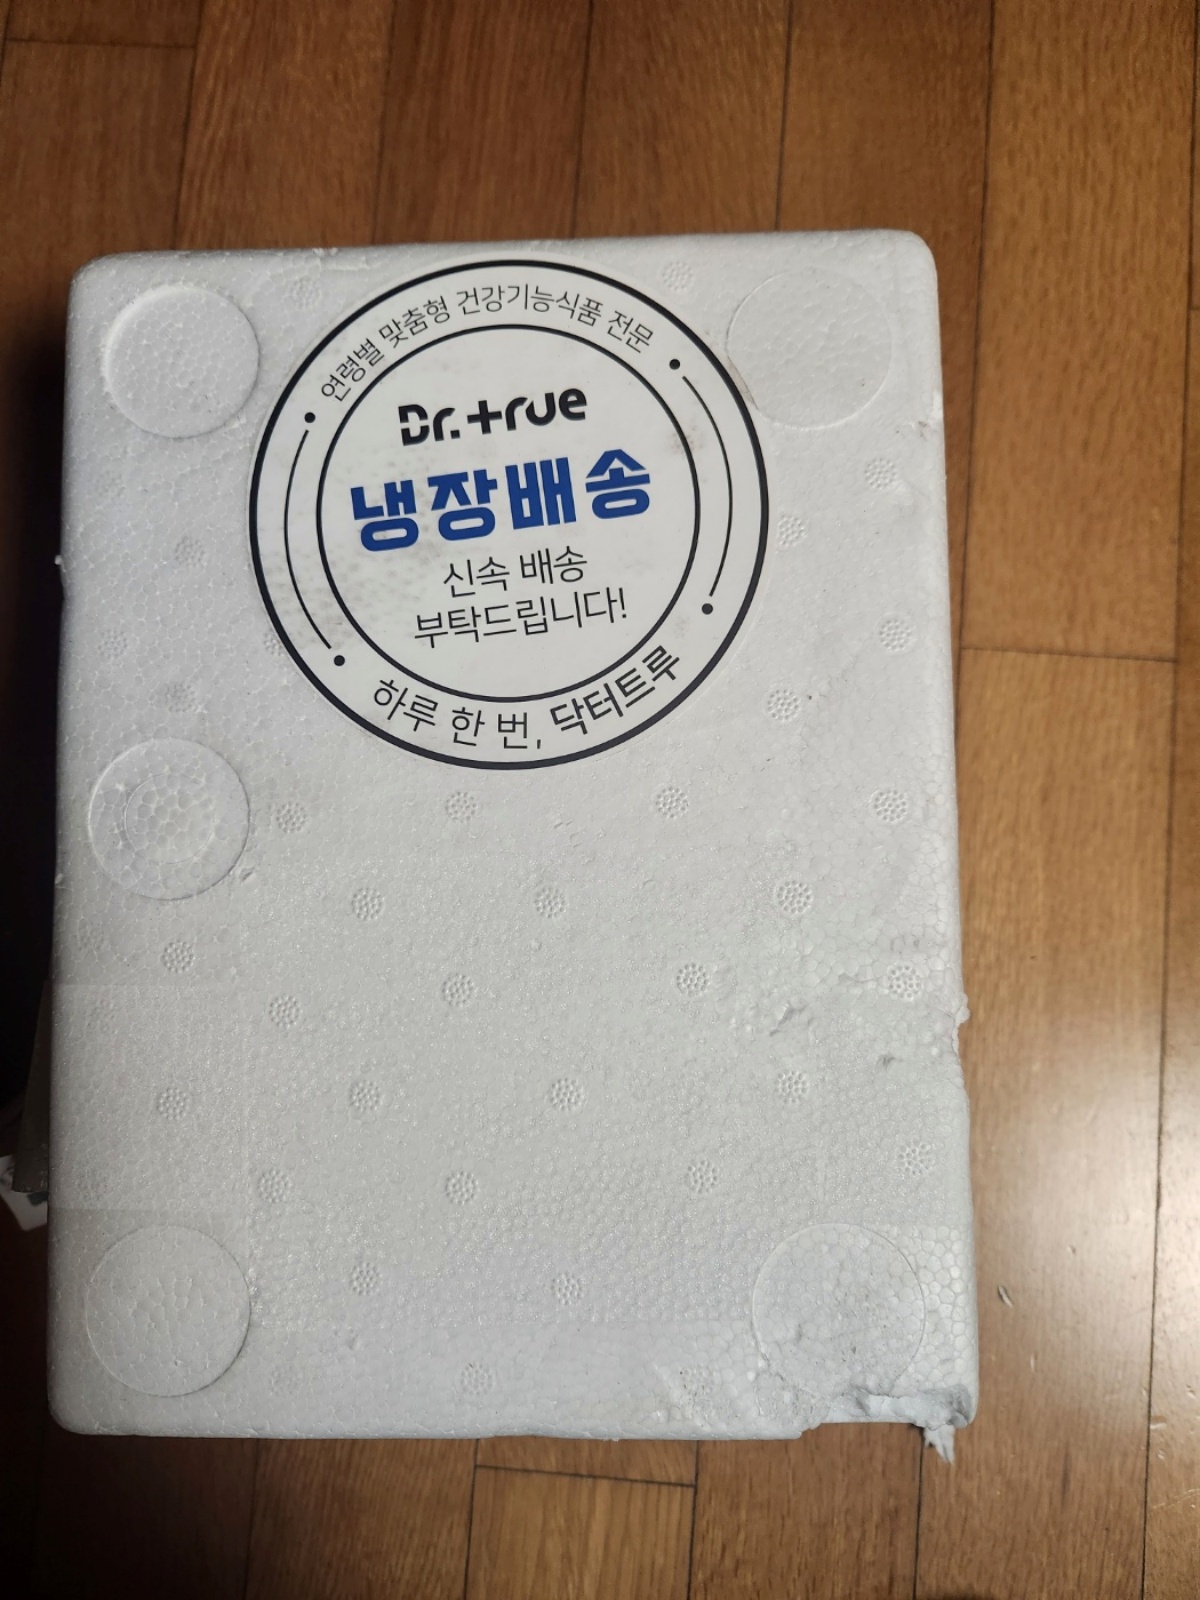 연령별 맞춤형 건강기능식품 전문
Dr.true
냉장배송
신속 배송
부탁드립니다!
하루 한 번, 닥터트루